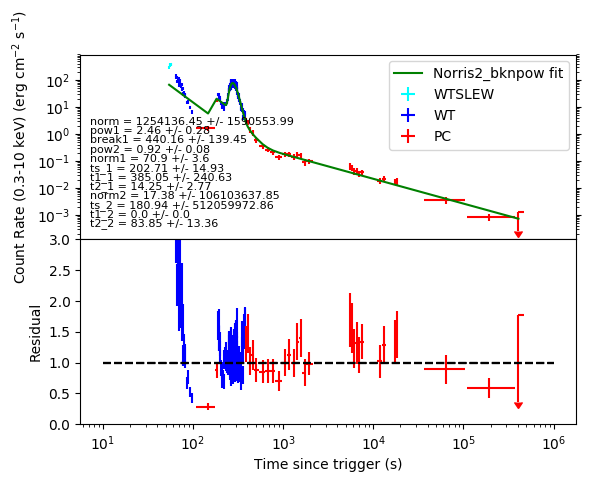 Count Rate (0.3-10 keV) (erg cm⁻² s⁻¹)
10²
10¹
10⁰
10⁻¹
10⁻²
10⁻³
Norris2_bknpow fit
WTSLEW
WT
PC
norm = 1254136.45 +/- 1550553.99
pow1 = 2.46 +/- 0.28
break1 = 440.16 +/- 139.45
pow2 = 0.92 +/- 0.08
norm1 = 70.9 +/- 3.6
ts_1 = 202.71 +/- 14.93
t1_1 = 385.05 +/- 240.63
t2_1 = 14.25 +/- 2.77
norm2 = 17.38 +/- 106103637.85
ts_2 = 180.94 +/- 512059972.86
t1_2 = 0.0 +/- 0.0
t2_2 = 83.85 +/- 13.36
Residual
3.0
2.5
2.0
1.5
1.0
0.5
0.0
10¹ 10² 10³ 10⁴ 10⁵ 10⁶
Time since trigger (s)